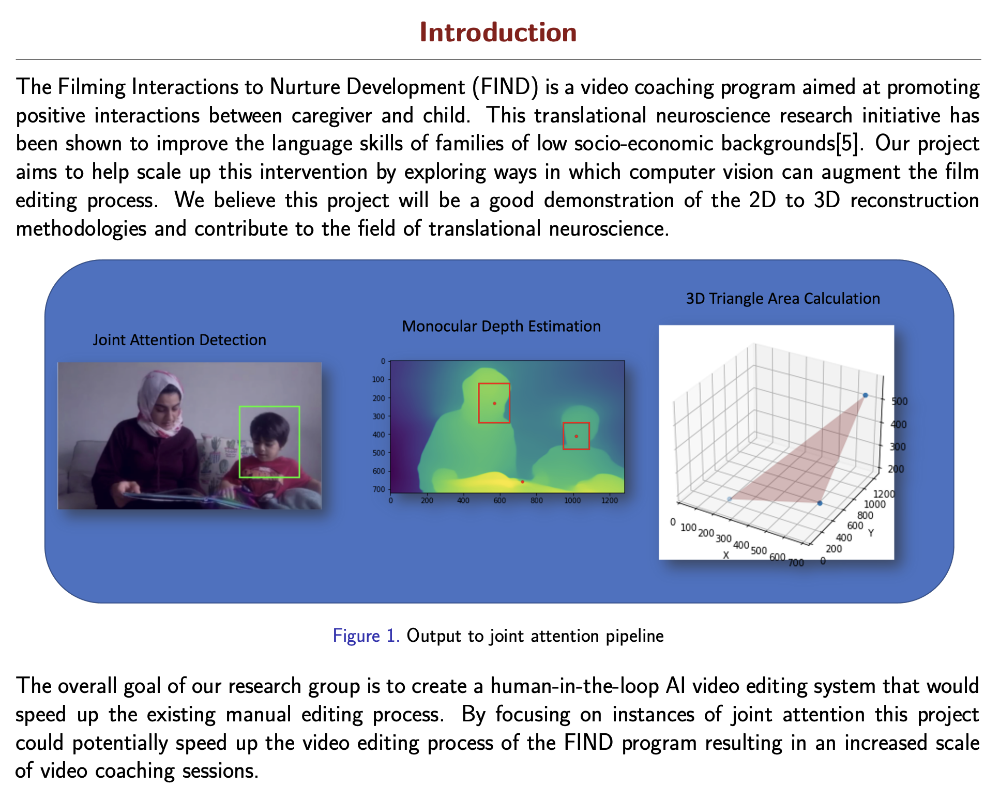 Introduction
The Filming Interactions to Nurture Development (FIND) is a video coaching program aimed at promoting
positive interactions between caregiver and child. This translational neuroscience research initiative has
been shown to improve the language skills of families of low socio-economic backgrounds[5]. Our project
aims to help scale up this intervention by exploring ways in which computer vision can augment the film
editing process. We believe this project will be a good demonstration of the 2D to 3D reconstruction
methodologies and contribute to the field of translational neuroscience.
Joint Attention Detection
Monocular Depth Estimation
0
100
200
300
400
500
600
700
0 200 400 600 800 1000 1200
3D Triangle Area Calculation
500
400
300
200
0 100 200 300 400 500 600 700
X
0 200 400 600 800 1000 1200
Y
Figure 1. Output to joint attention pipeline
The overall goal of our research group is to create a human-in-the-loop AI video editing system that would
speed up the existing manual editing process. By focusing on instances of joint attention this project
could potentially speed up the video editing process of the FIND program resulting in an increased scale
of video coaching sessions.